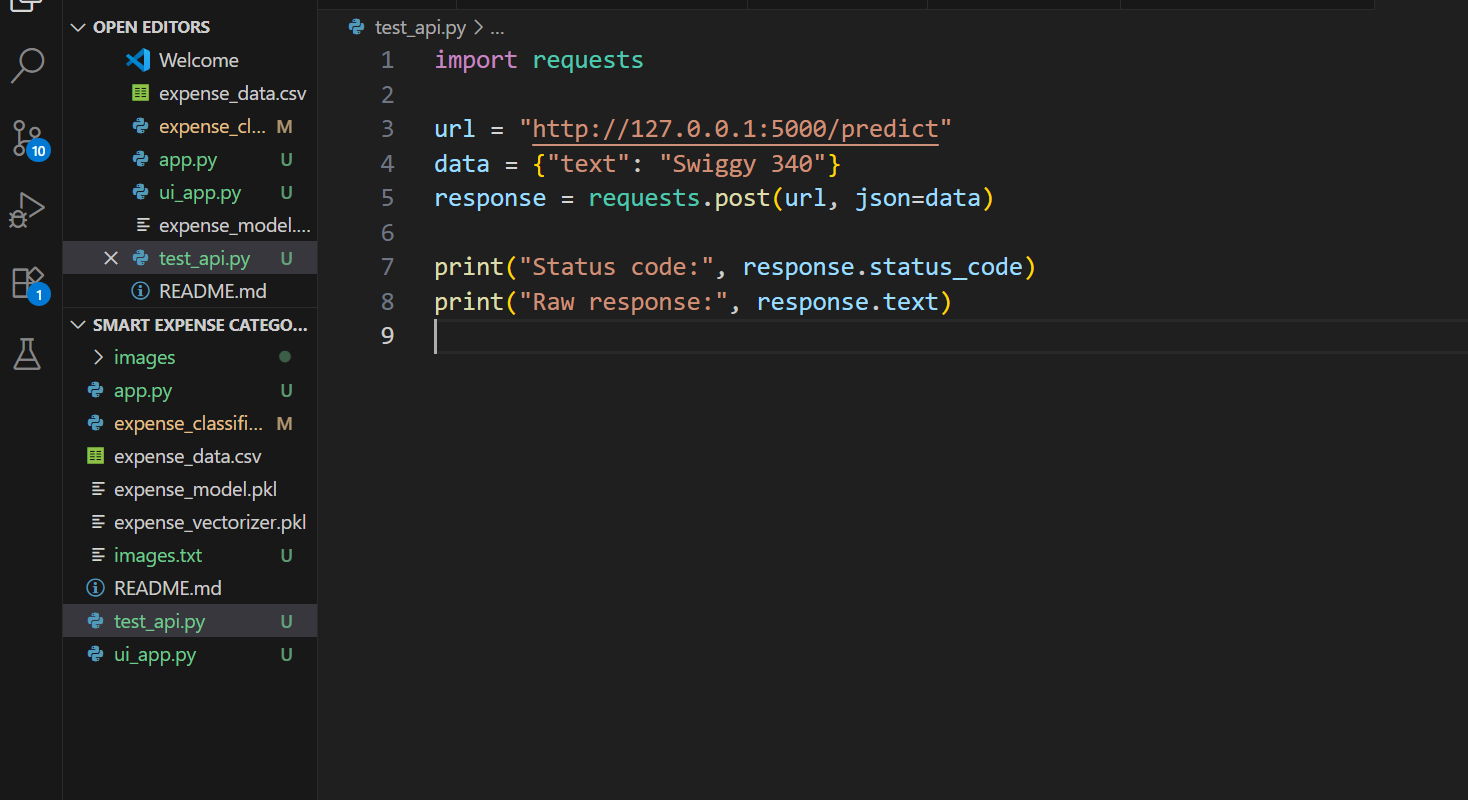 OPEN EDITORS
Welcome
expense_data.csv
expense_cl... M
app.py U
ui_app.py U
expense_model....
test_api.py U
README.md
SMART EXPENSE CATEGO...
images
app.py U
expense_classifi... M
expense_data.csv
expense_model.pkl
expense_vectorizer.pkl
images.txt U
README.md
test_api.py U
ui_app.py U
10
1
test_api.py > ...
1 import requests
2
3 url = "http://127.0.0.1:5000/predict"
4 data = {"text": "Swiggy 340"}
5 response = requests.post(url, json=data)
6
7 print("Status code:", response.status_code)
8 print("Raw response:", response.text)
9